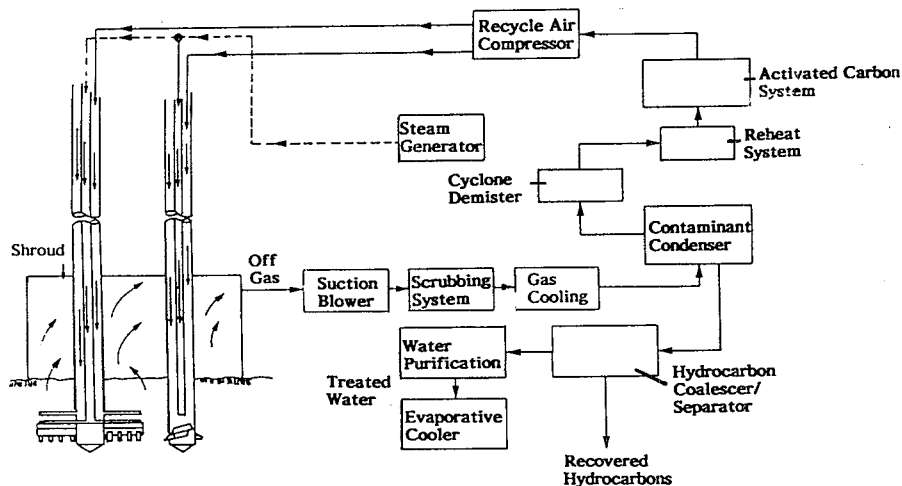 Recycle Air
Compressor
Activated Carbon
System
Steam
Generator
Reheat
System
Cyclone
Demister
Contaminant
Condenser
Shroud
Off
Gas
Suction
Blower
Scrubbing
System
Gas
Cooling
Water
Purification
Treated
Water
Evaporative
Cooler
Hydrocarbon
Coalescer/
Separator
Recovered
Hydrocarbons